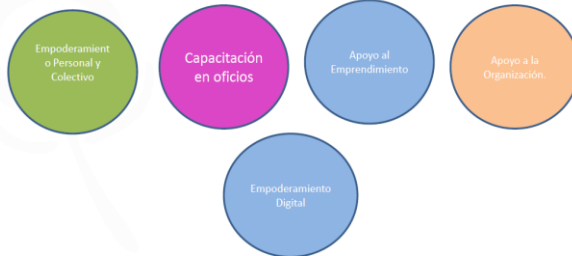 Empoderamient
o Personal y
Colectivo
Capacitación
en oficios
Apoyo al
Emprendimiento
Apoyo a la
Organización.
Empoderamiento
Digital